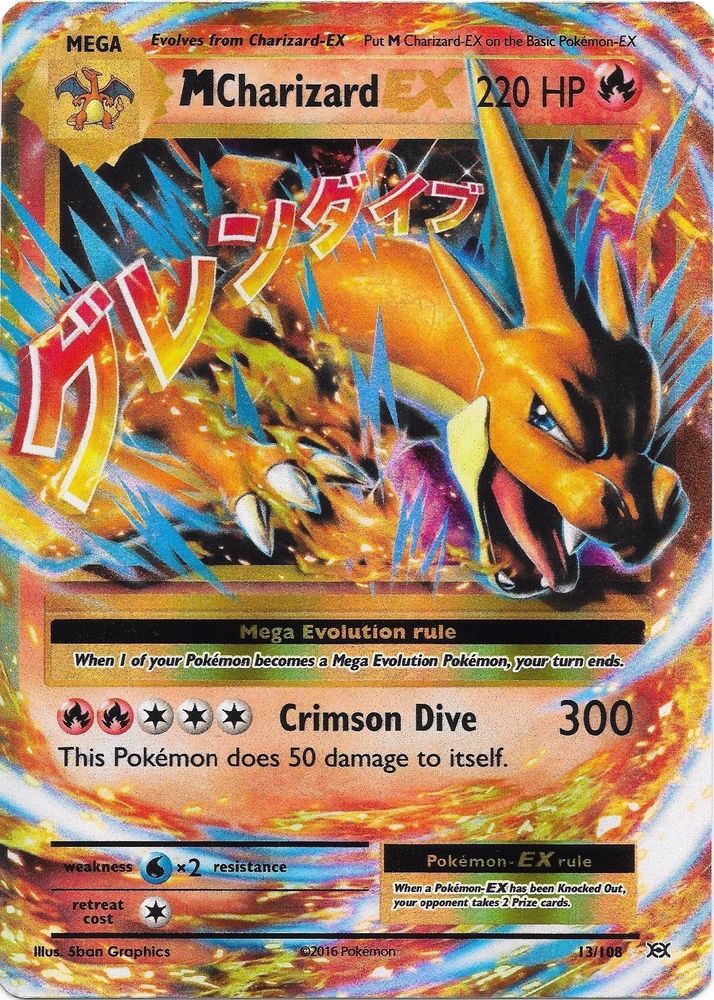 MEGA
Evolves from Charizard-EX
Put M Charizard-EX on the Basic Pokémon-EX
MCharizard EX 220 HP
グレンダイブ
Mega Evolution rule
When 1 of your Pokémon becomes a Mega Evolution Pokémon, your turn ends.
Crimson Dive 300
This Pokémon does 50 damage to itself.
weakness ×2 resistance
retreat
cost
Pokémon-EX rule
When a Pokémon-EX has been Knocked Out,
your opponent takes 2 Prize cards.
Illus. 5ban Graphics
©2016 Pokémon
13/108